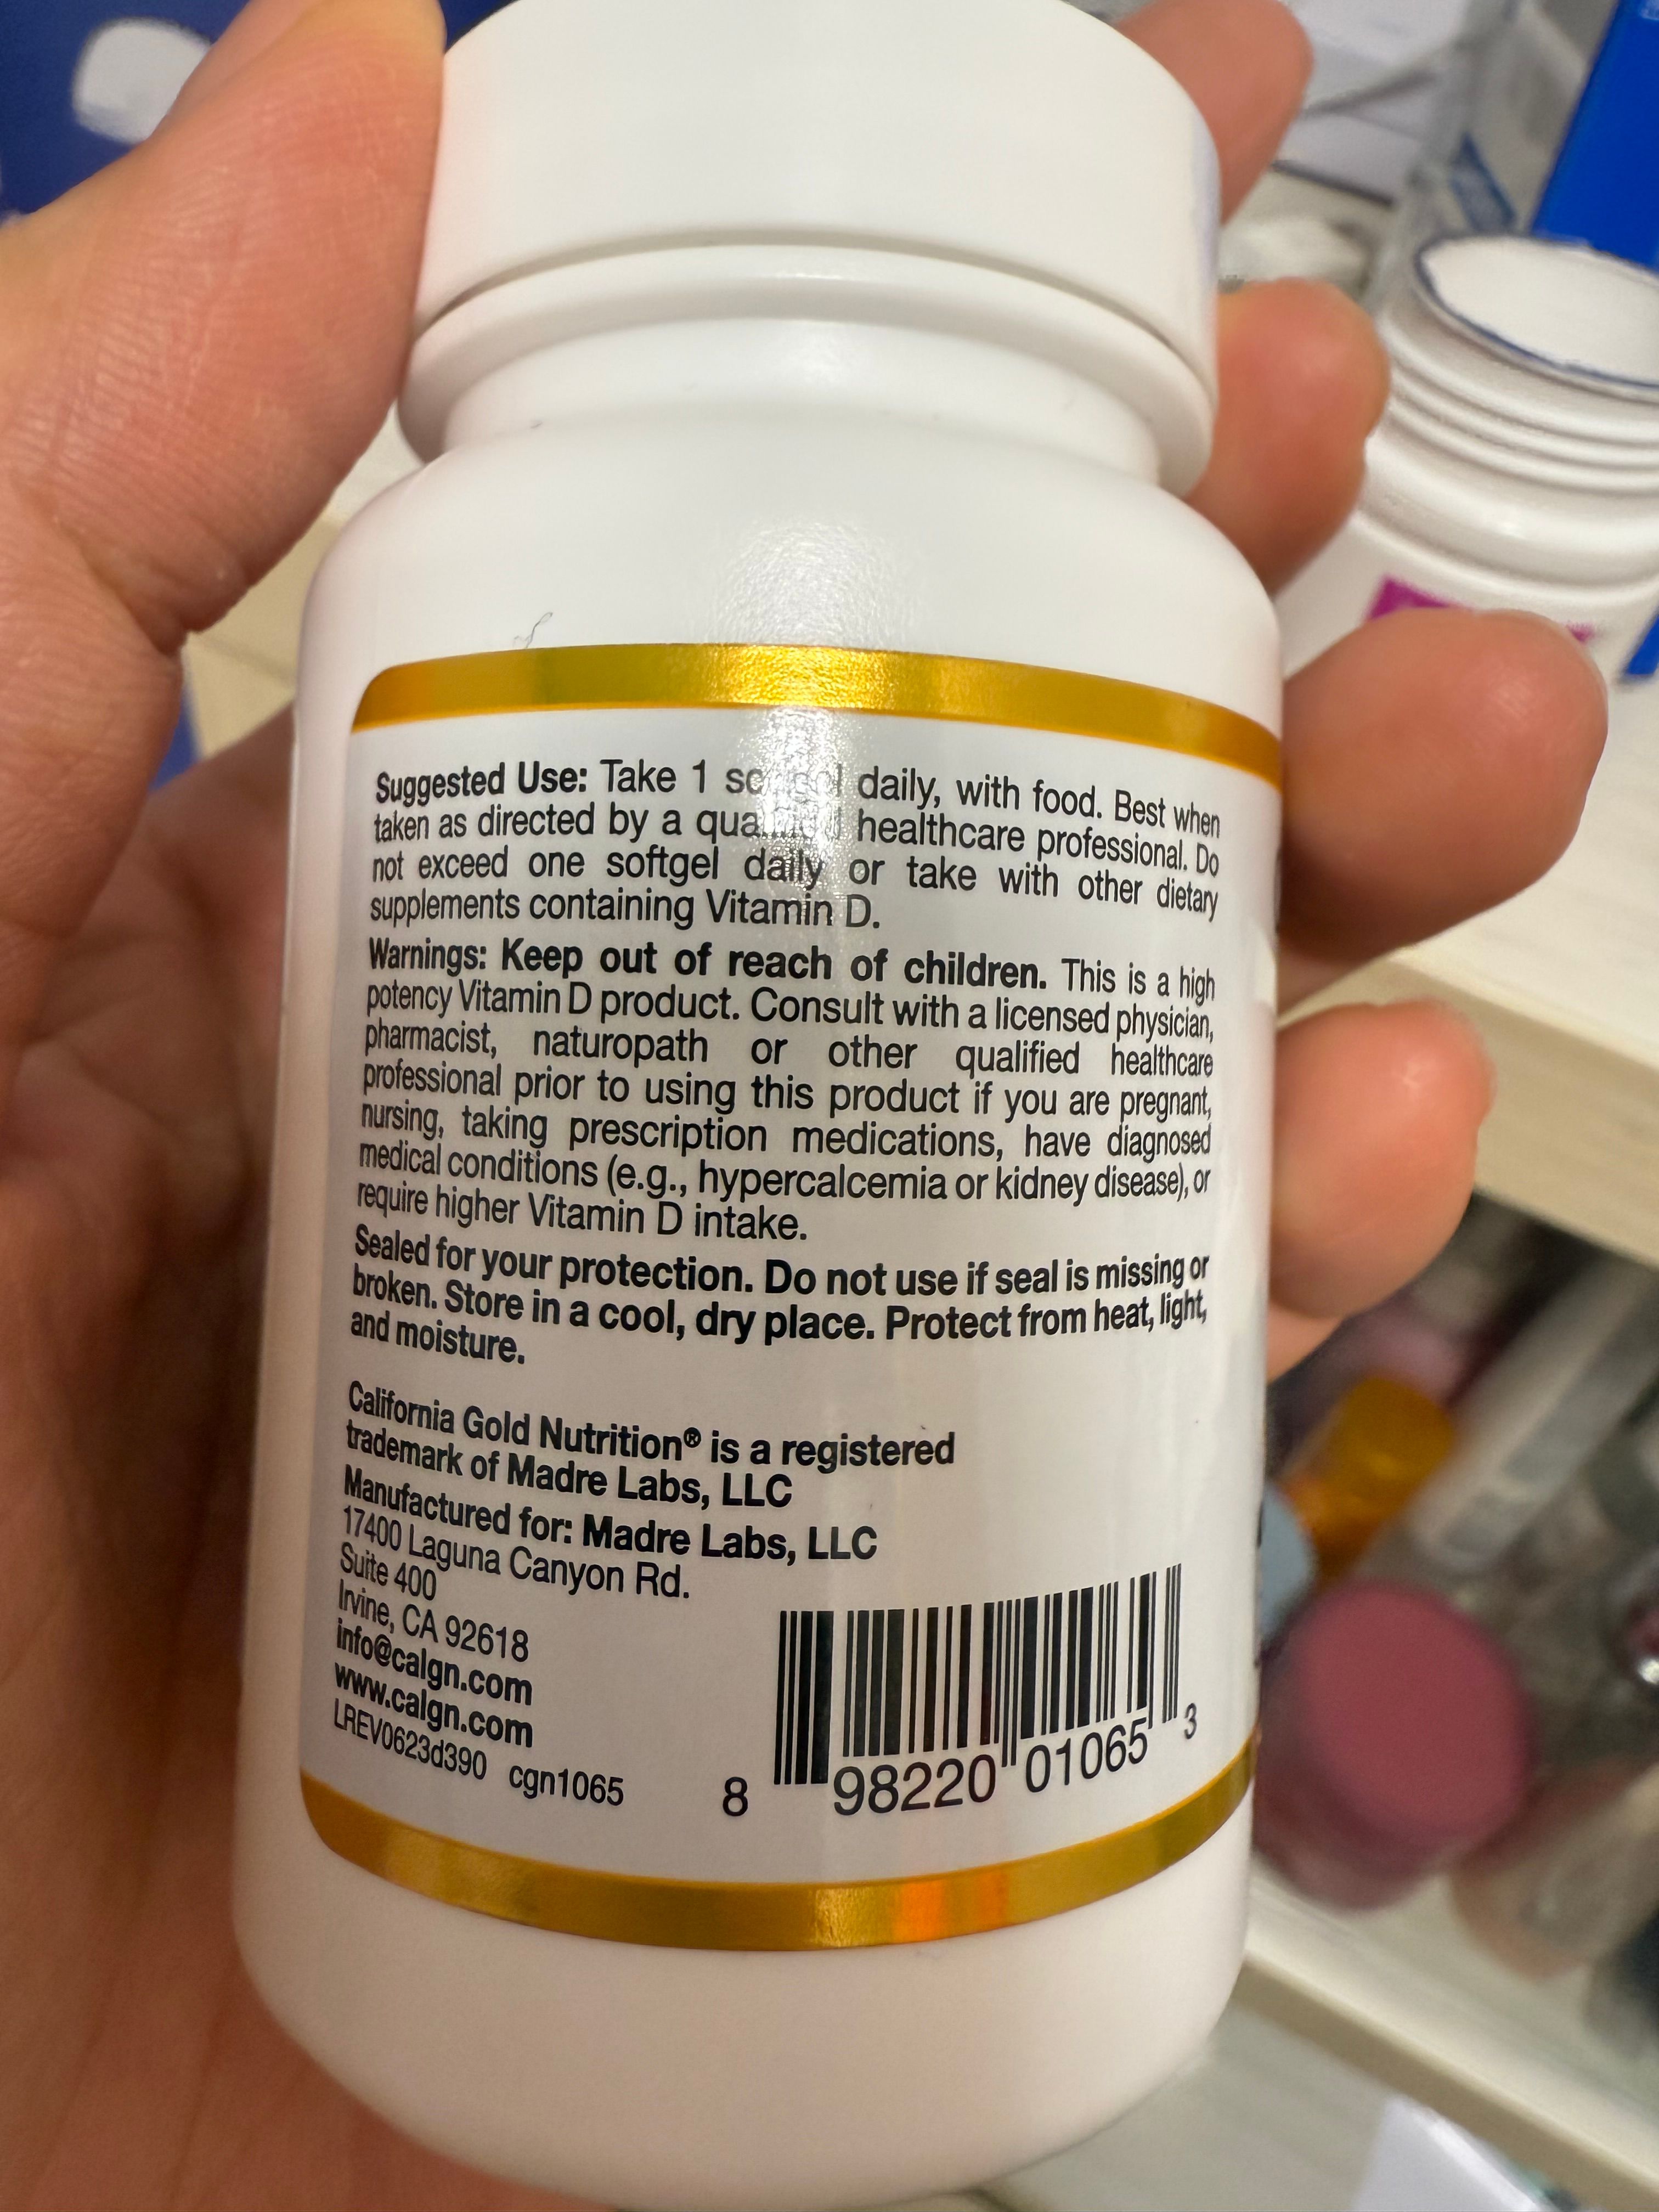 Suggested Use: Take 1 daily, with food. Best when
taken as directed by a qualified healthcare professional. Do
not exceed one softgel daily or take with other dietary
supplements containing Vitamin D.
Warnings: Keep out of reach of children. This is a high
potency Vitamin D product. Consult with a licensed physician,
pharmacist, naturopath or other qualified healthcare
professional prior to using this product if you are pregnant,
nursing, taking prescription medications, have diagnosed
medical conditions (e.g., hypercalcemia or kidney disease), or
require higher Vitamin D intake.
Sealed for your protection. Do not use if seal is missing or
broken. Store in a cool, dry place. Protect from heat, light,
and moisture.
California Gold Nutrition® is a registered
trademark of Madre Labs, LLC
Manufactured for: Madre Labs, LLC
17400 Laguna Canyon Rd.
Suite 400
Irvine, CA 92618
info@calgn.com
www.calgn.com
LREV0623d390 cgn1065
8 98220 01065 3